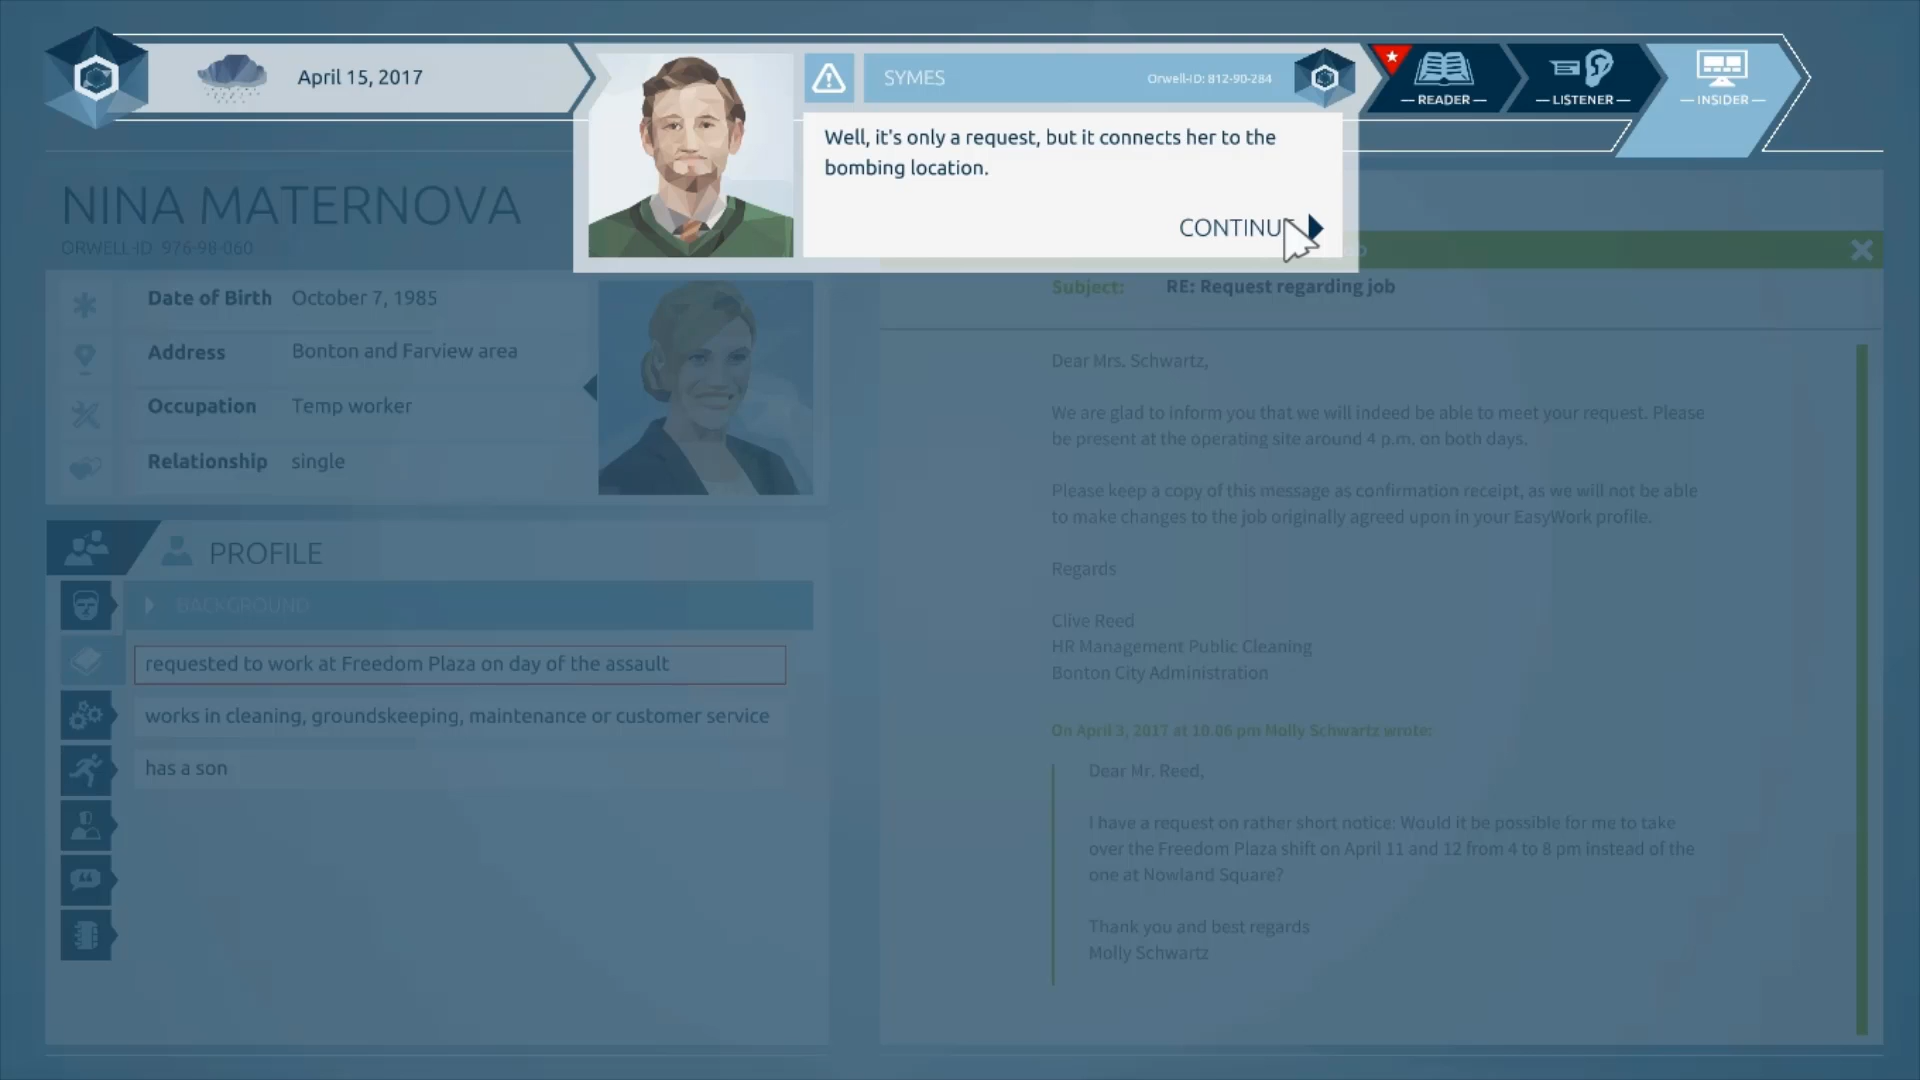 April 15, 2017
SYMES
Orwell-ID: 812-90-284
Well, it's only a request, but it connects her to the
bombing location.
CONTINU
READER
LISTENER
INSIDER
NINA MATERNOVA
ORWELL-ID 976-98-060
Date of Birth October 7, 1985
Address Bonton and Farview area
Occupation Temp worker
Relationship single
PROFILE
BACKGROUND
requested to work at Freedom Plaza on day of the assault
works in cleaning, groundskeeping, maintenance or customer service
has a son
Subject: RE: Request regarding job
Dear Mrs. Schwartz,
We are glad to inform you that we will indeed be able to meet your request. Please
be present at the operating site around 4 p.m. on both days.
Please keep a copy of this message as confirmation receipt, as we will not be able
to make changes to the job originally agreed upon in your EasyWork profile.
Regards
Clive Reed
HR Management Public Cleaning
Bonton City Administration
On April 3, 2017 at 10.06 pm Molly Schwartz wrote:
Dear Mr. Reed,
I have a request on rather short notice: Would it be possible for me to take
over the Freedom Plaza shift on April 11 and 12 from 4 to 8 pm instead of the
one at Nowland Square?
Thank you and best regards
Molly Schwartz